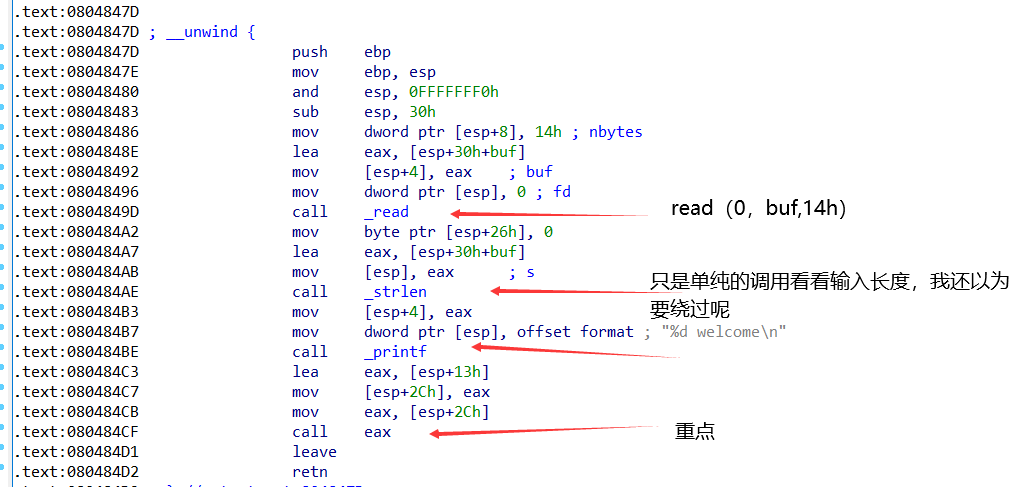 .text:0804847D
.text:0804847D ; __unwind {
.text:0804847D push ebp
.text:0804847E mov ebp, esp
.text:08048480 and esp, 0FFFFFFF0h
.text:08048483 sub esp, 30h
.text:08048486 mov dword ptr [esp+8], 14h ; nbytes
.text:0804848E lea eax, [esp+30h+buf]
.text:08048492 mov [esp+4], eax ; buf
.text:08048496 mov dword ptr [esp], 0 ; fd
.text:0804849D call _read
read（0，buf,14h）
.text:080484A2 mov byte ptr [esp+26h], 0
.text:080484A7 lea eax, [esp+30h+buf]
.text:080484AB mov [esp], eax ; s
.text:080484AE call _strlen
只是单纯的调用看看输入长度，我还以为
要绕过呢
.text:080484B3 mov [esp+4], eax
.text:080484B7 mov dword ptr [esp], offset format ; "%d welcome\n"
.text:080484BE call _printf
.text:080484C3 lea eax, [esp+13h]
.text:080484C7 mov [esp+2Ch], eax
.text:080484CB mov eax, [esp+2Ch]
.text:080484CF call eax
重点
.text:080484D1 leave
.text:080484D2 retn